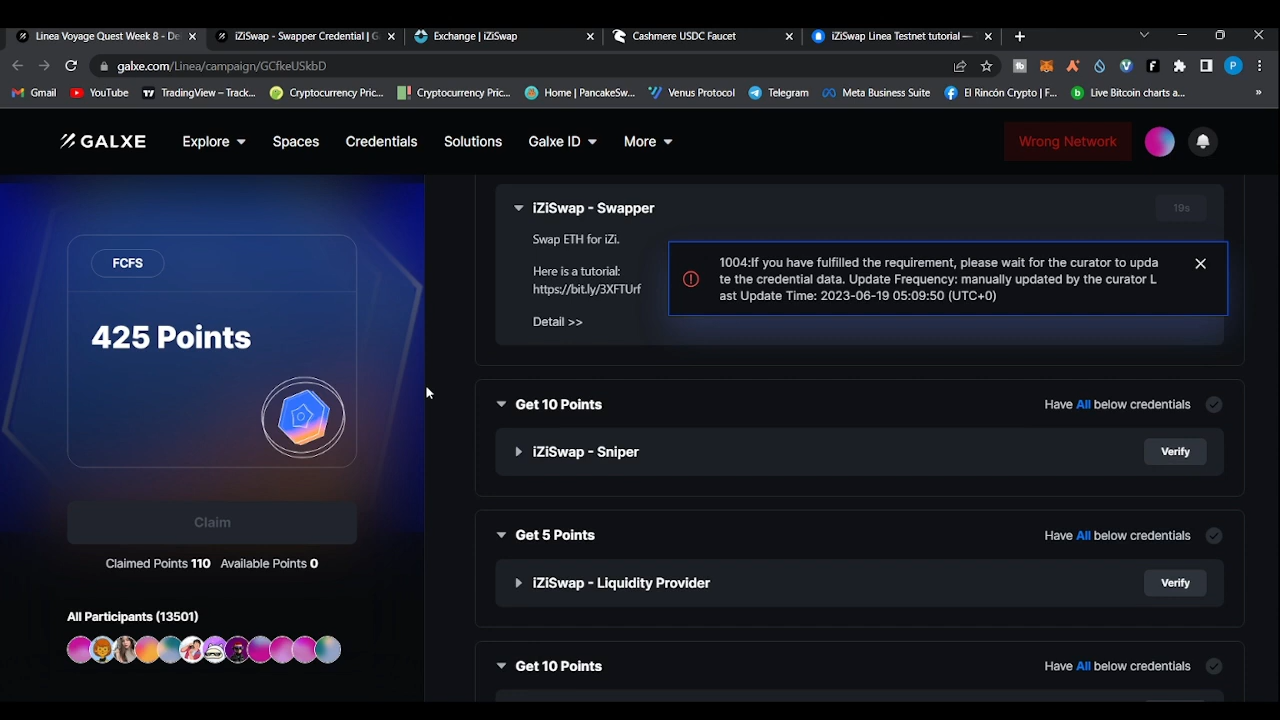 Linea Voyage Quest Week 8 - De
iZiSwap - Swapper Credential | G
Exchange | iZiSwap
Cashmere USDC Faucet
iZiSwap Linea Testnet tutorial —
galxe.com/Linea/campaign/GCfkeUSkbD
Gmail
YouTube
TradingView – Track...
Cryptocurrency Pric...
Cryptocurrency Pric...
Home | PancakeSw...
Venus Protocol
Telegram
Meta Business Suite
El Rincón Crypto | F...
Live Bitcoin charts a...
»
GALXE
Explore
Spaces
Credentials
Solutions
Galxe ID
More
Wrong Network
FCFS
425 Points
Claim
Claimed Points 110 Available Points 0
All Participants (13501)
iZiSwap - Swapper
19s
Swap ETH for iZi.
Here is a tutorial:
https://bit.ly/3XFTUrf
Detail >>
1004:If you have fulfilled the requirement, please wait for the curator to upda
te the credential data. Update Frequency: manually updated by the curator L
ast Update Time: 2023-06-19 05:09:50 (UTC+0)
Get 10 Points
Have All below credentials
iZiSwap - Sniper
Verify
Get 5 Points
Have All below credentials
iZiSwap - Liquidity Provider
Verify
Get 10 Points
Have All below credentials